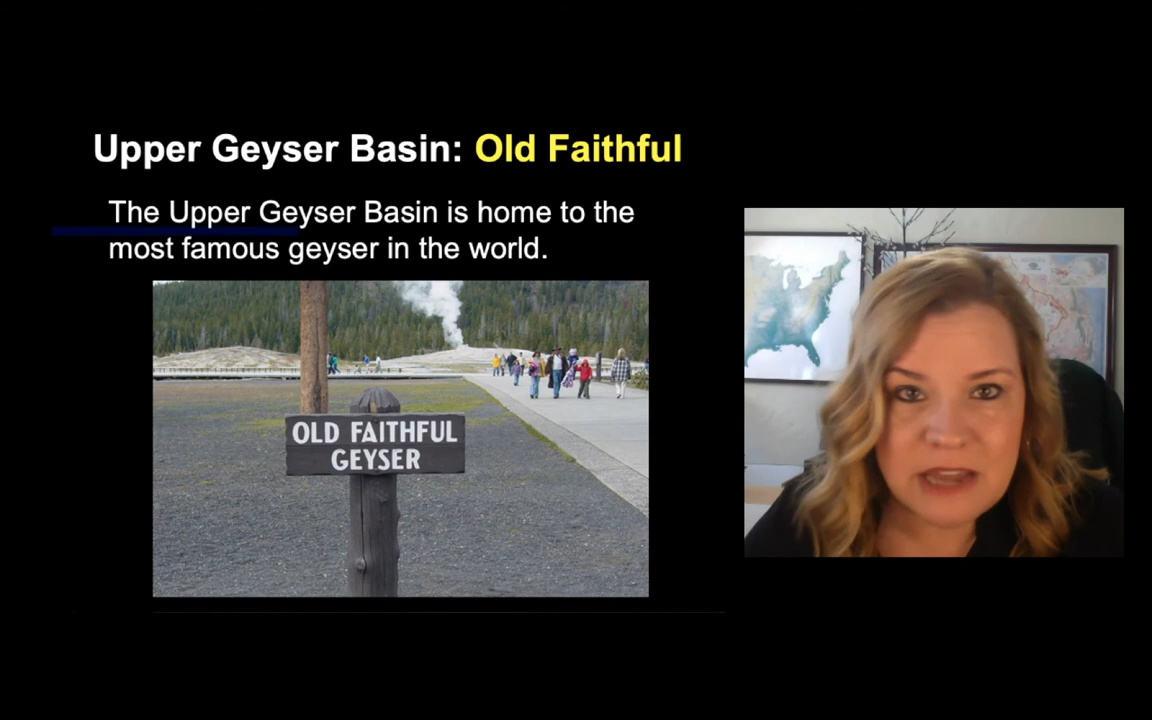 Upper Geyser Basin: Old Faithful
The Upper Geyser Basin is home to the
most famous geyser in the world.
OLD FAITHFUL
GEYSER